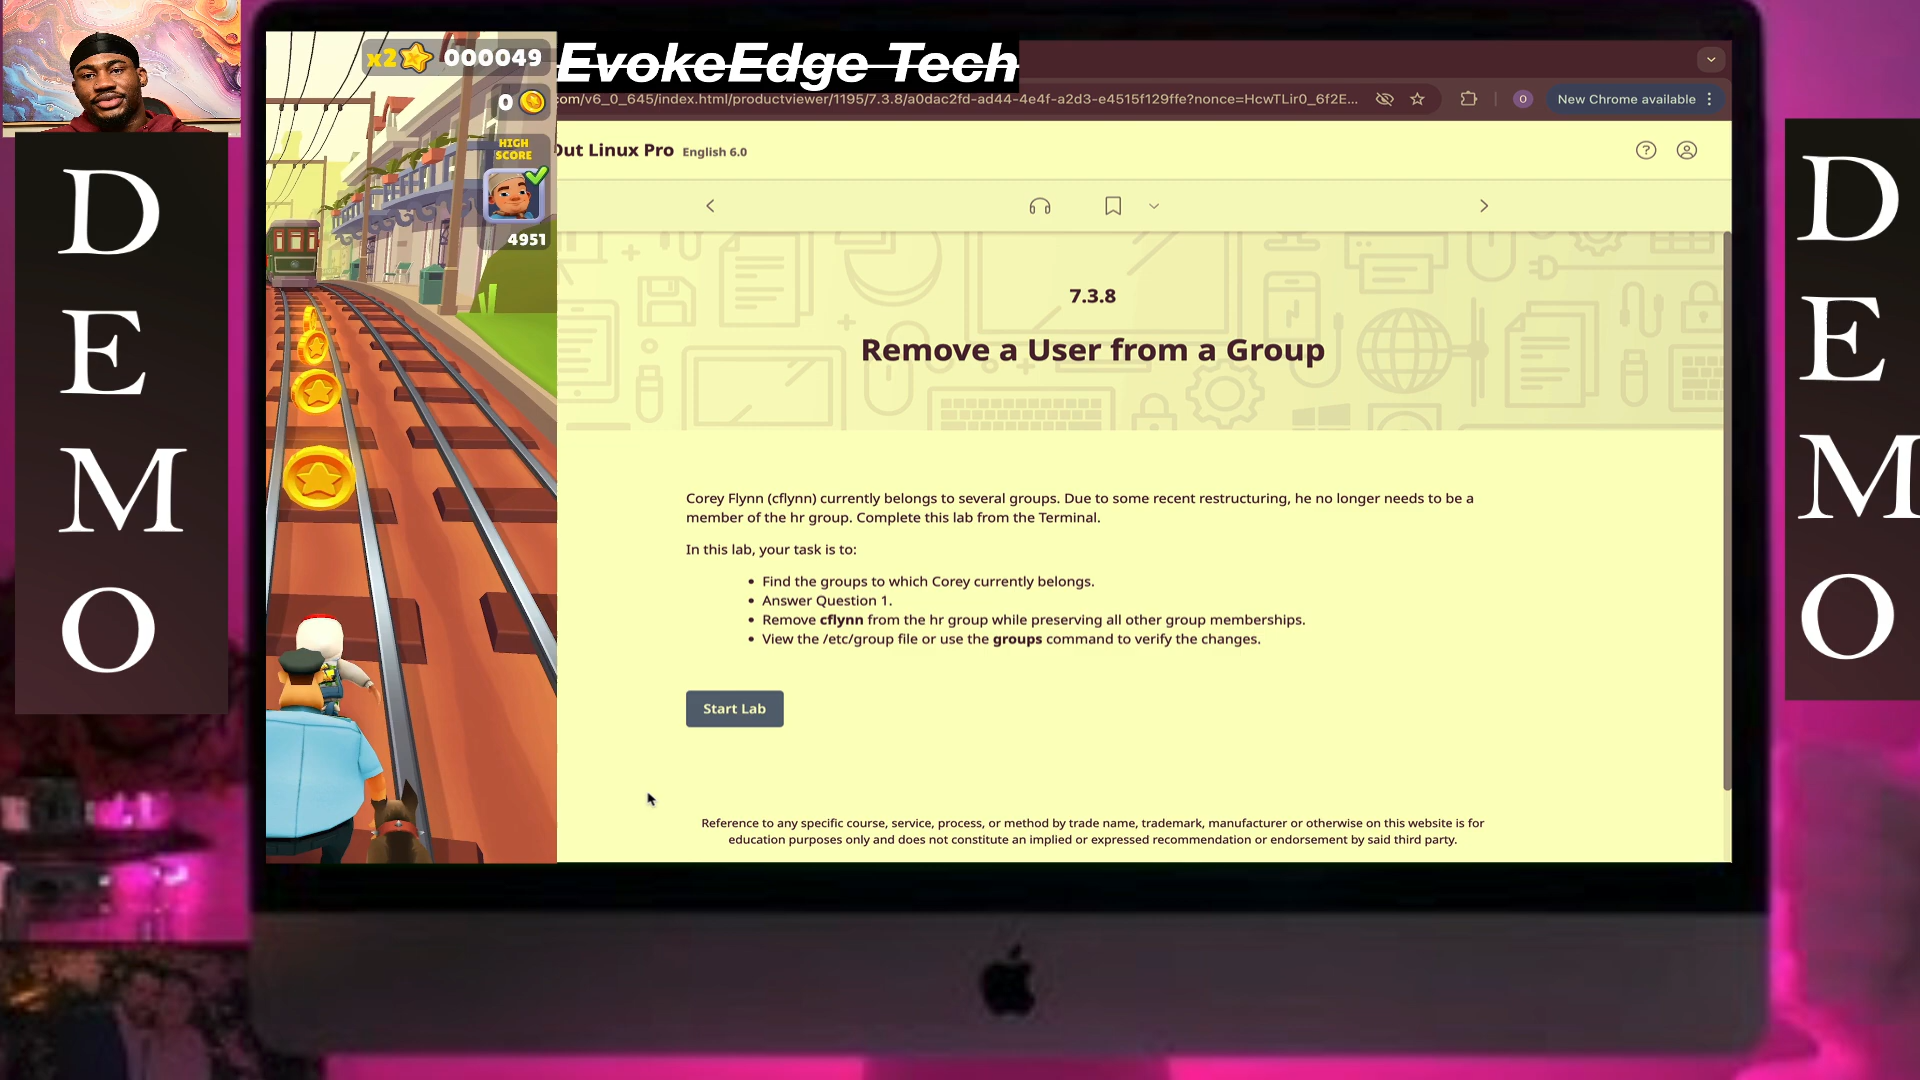 x2 000049
EvokeEdge Tech
0
com/v6_0_645/index.html/productviewer/1195/7.3.8/a0dac2fd-ad44-4e4f-a2d3-e4515f129ffe?nonce=HcwTLir0_6f2E...
0
New Chrome available
HIGH
SCORE
4951
Out Linux Pro English 6.0
7.3.8
Remove a User from a Group
Corey Flynn (cflynn) currently belongs to several groups. Due to some recent restructuring, he no longer needs to be a
member of the hr group. Complete this lab from the Terminal.
In this lab, your task is to:
• Find the groups to which Corey currently belongs.
• Answer Question 1.
• Remove cflynn from the hr group while preserving all other group memberships.
• View the /etc/group file or use the groups command to verify the changes.
Start Lab
Reference to any specific course, service, process, or method by trade name, trademark, manufacturer or otherwise on this website is for
education purposes only and does not constitute an implied or expressed recommendation or endorsement by said third party.
D
E
M
O
D
E
M
O